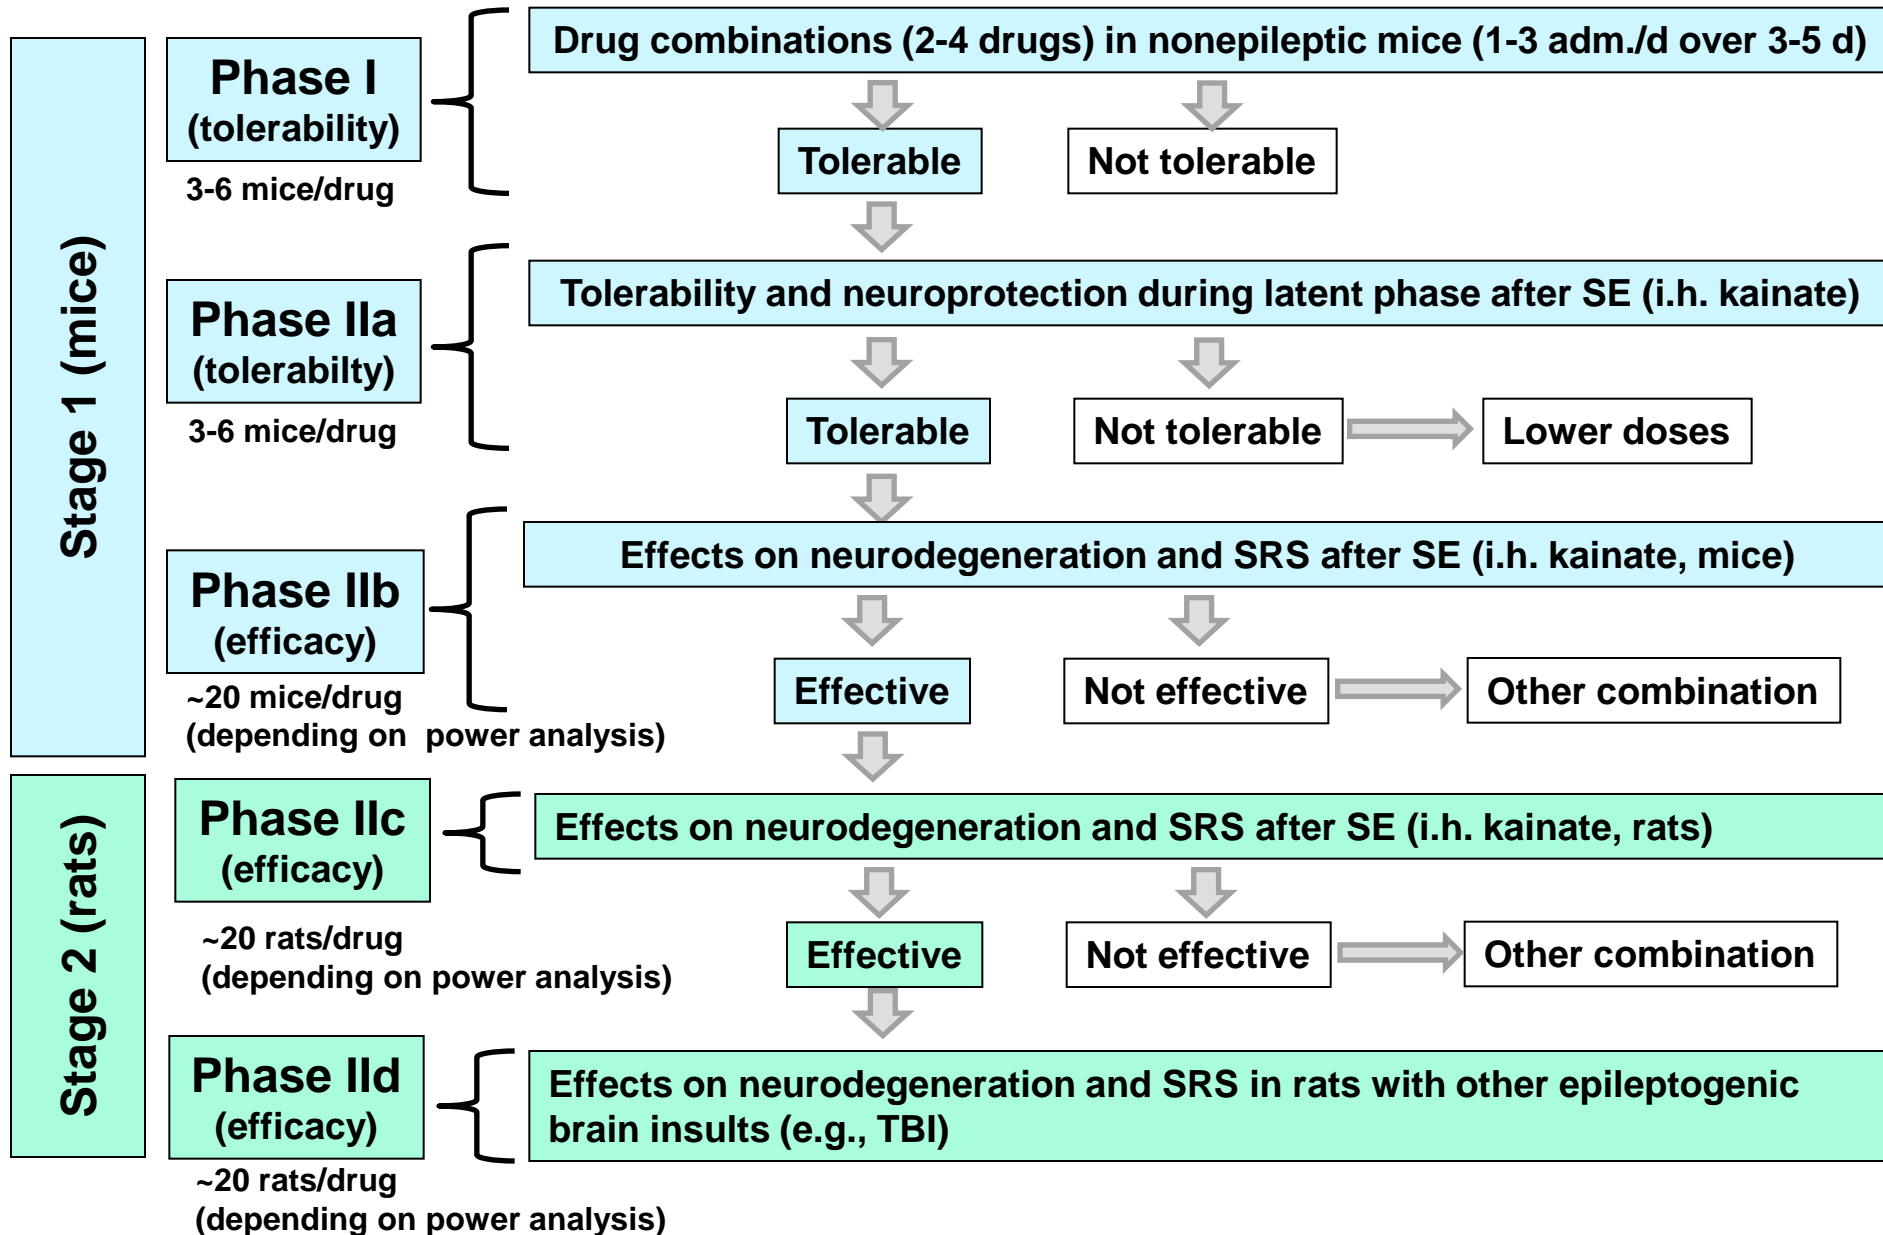 Stage 1 (mice)
Phase I
(tolerability)
3-6 mice/drug
Drug combinations (2-4 drugs) in nonepileptic mice (1-3 adm./d over 3-5 d)
Tolerable
Not tolerable
Phase IIa
(tolerabilty)
3-6 mice/drug
Tolerability and neuroprotection during latent phase after SE (i.h. kainate)
Tolerable
Not tolerable
Lower doses
Phase IIb
(efficacy)
~20 mice/drug
(depending on power analysis)
Effects on neurodegeneration and SRS after SE (i.h. kainate, mice)
Effective
Not effective
Other combination
Stage 2 (rats)
Phase IIc
(efficacy)
~20 rats/drug
(depending on power analysis)
Effects on neurodegeneration and SRS after SE (i.h. kainate, rats)
Effective
Not effective
Other combination
Phase IId
(efficacy)
~20 rats/drug
(depending on power analysis)
Effects on neurodegeneration and SRS in rats with other epileptogenic
brain insults (e.g., TBI)